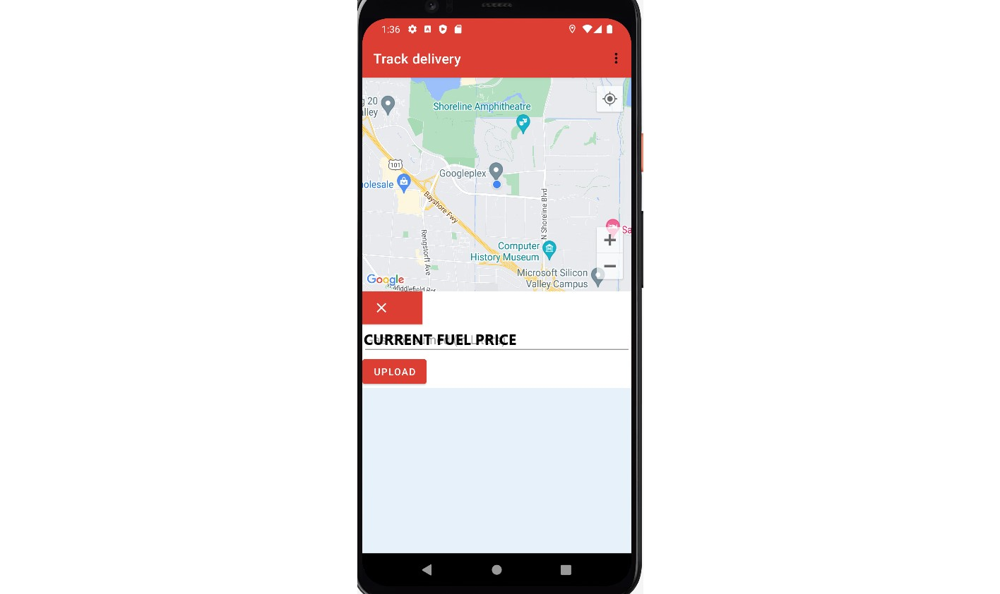 1:36
Track delivery
g 20
lley
Shoreline Amphitheatre
101
Googleplex
olesale
Bayshore Fwy
N Shoreline Blvd
Rengstorff Ave
Sa
Computer
History Museum
Microsoft Silicon
Valley Campus
Google
W Middlefield Rd
CURRENT FUEL PRICE
UPLOAD